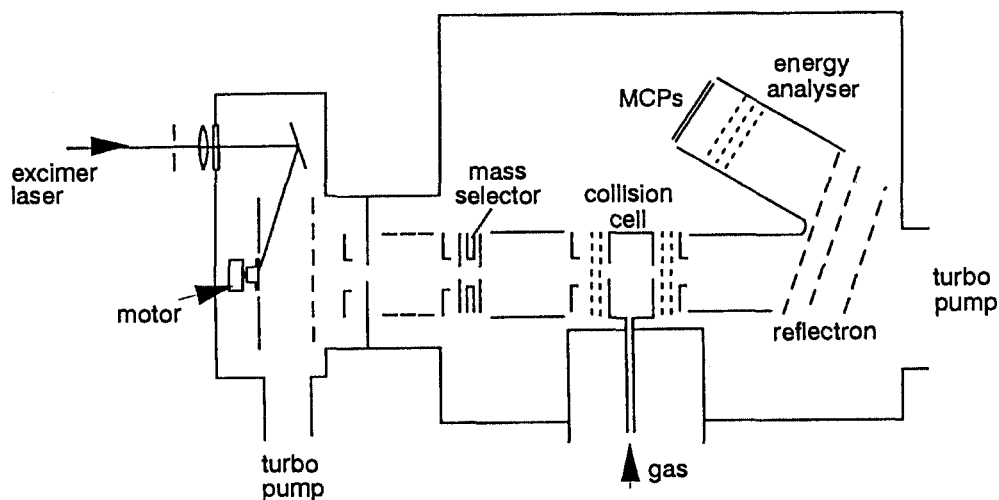 energy
analyser
MCPs
excimer
laser
mass
selector
collision
cell
motor
turbo
pump
reflectron
turbo
pump
gas